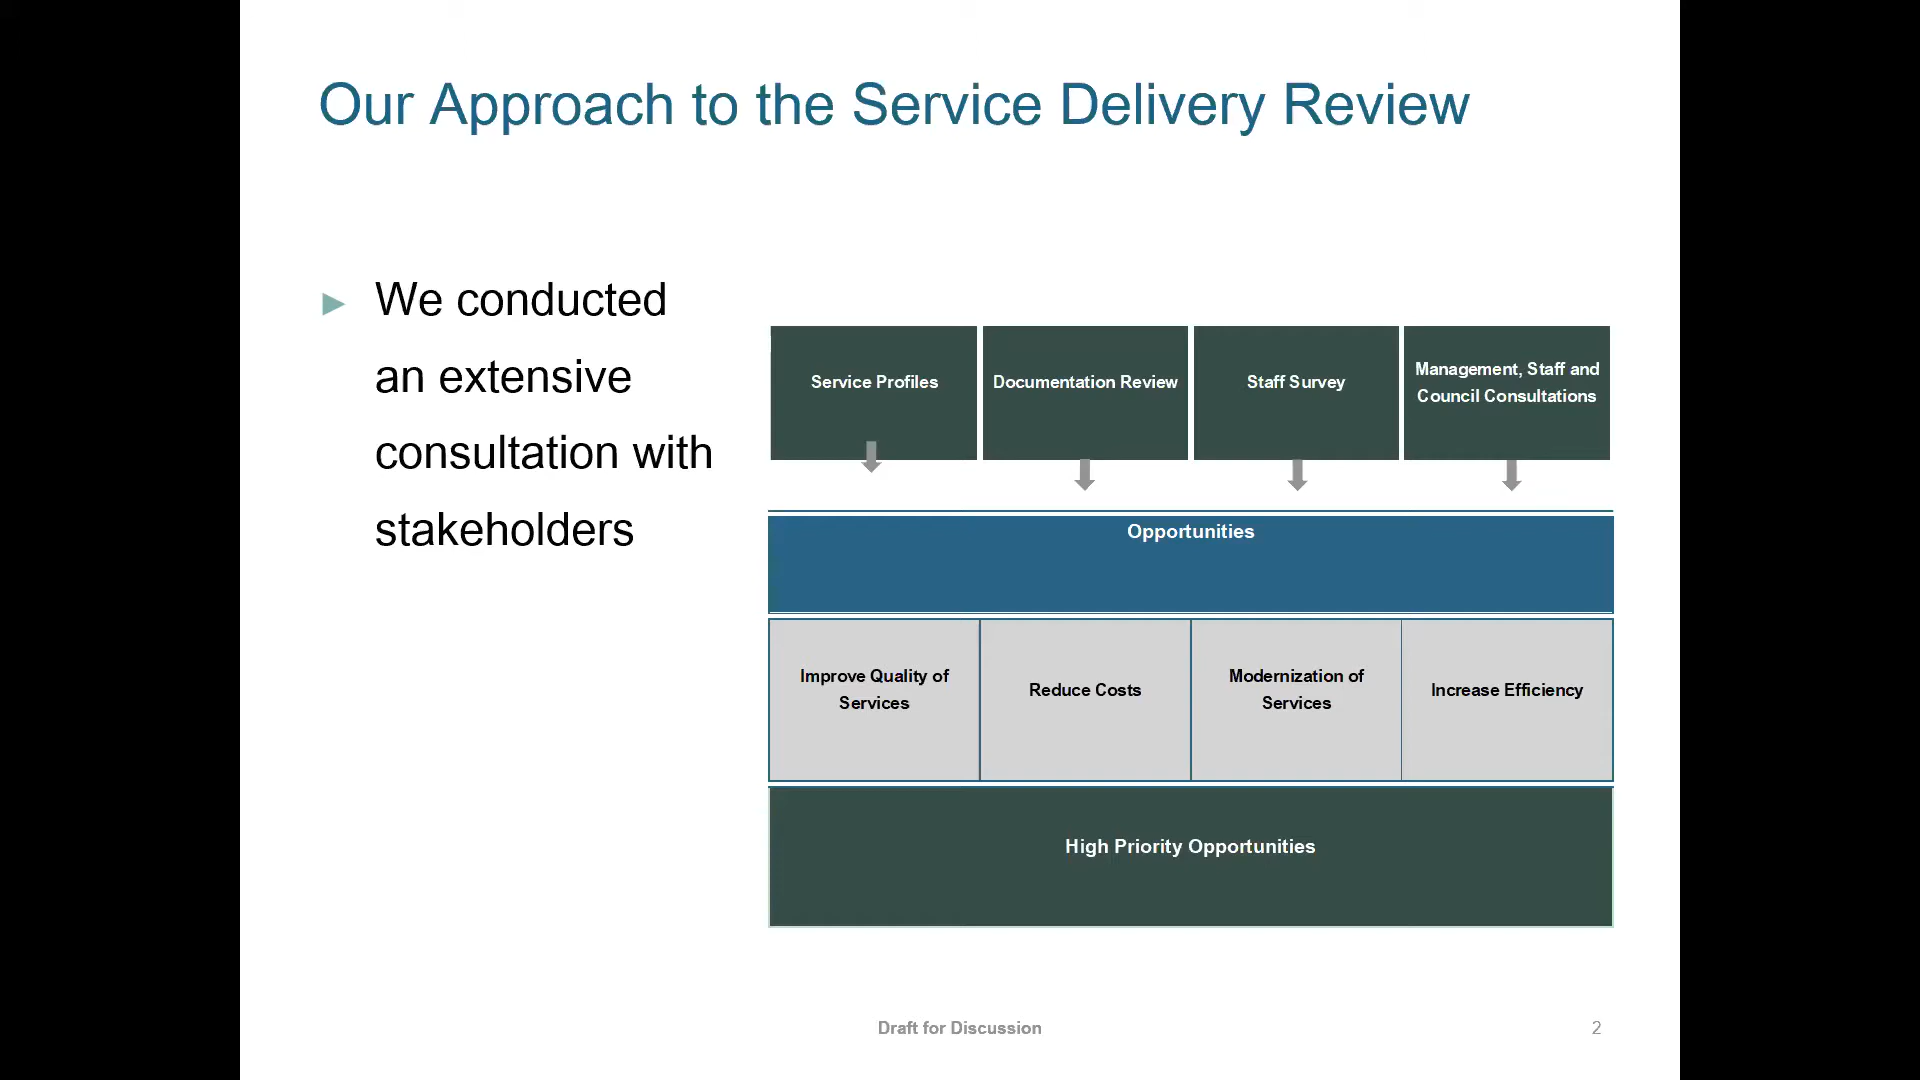 Our Approach to the Service Delivery Review
► We conducted
an extensive
consultation with
stakeholders
Service Profiles
Documentation Review
Staff Survey
Management, Staff and
Council Consultations
Opportunities
Improve Quality of
Services
Reduce Costs
Modernization of
Services
Increase Efficiency
High Priority Opportunities
Draft for Discussion
2